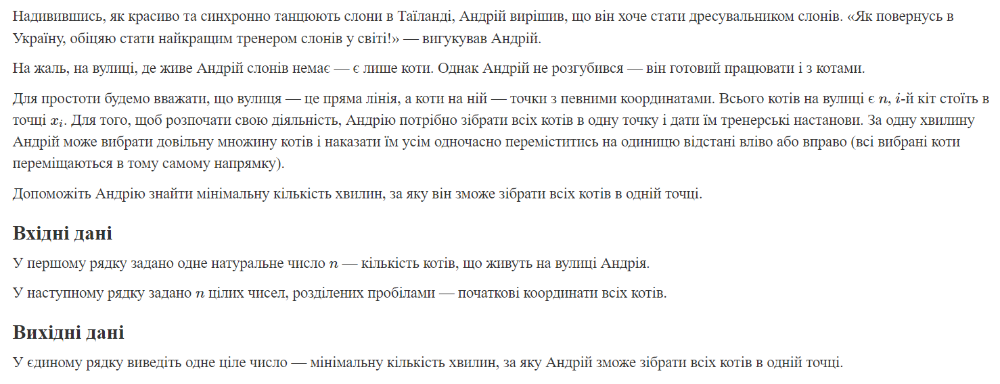 Надивившись, як красиво та синхронно танцюють слони в Таїланді, Андрій вирішив, що він хоче стати дресувальником слонів. «Як повернусь в
Україну, обіцяю стати найкращим тренером слонів у світі!» — вигукував Андрій.
На жаль, на вулиці, де живе Андрій слонів немає — є лише коти. Однак Андрій не розгубився — він готовий працювати і з котами.
Для простоти будемо вважати, що вулиця — це пряма лінія, а коти на ній — точки з певними координатами. Всього котів на вулиці є n, i-й кіт стоїть в
точці xᵢ. Для того, щоб розпочати свою діяльність, Андрію потрібно зібрати всіх котів в одну точку і дати їм тренерські настанови. За одну хвилину
Андрій може вибрати довільну множину котів і наказати їм усім одночасно переміститись на одиницю відстані вліво або вправо (всі вибрані коти
переміщаються в тому самому напрямку).
Допоможіть Андрію знайти мінімальну кількість хвилин, за яку він зможе зібрати всіх котів в одній точці.
Вхідні дані
У першому рядку задано одне натуральне число n — кількість котів, що живуть на вулиці Андрія.
У наступному рядку задано n цілих чисел, розділених пробілами — початкові координати всіх котів.
Вихідні дані
У єдиному рядку виведіть одне ціле число — мінімальну кількість хвилин, за яку Андрій зможе зібрати всіх котів в одній точці.